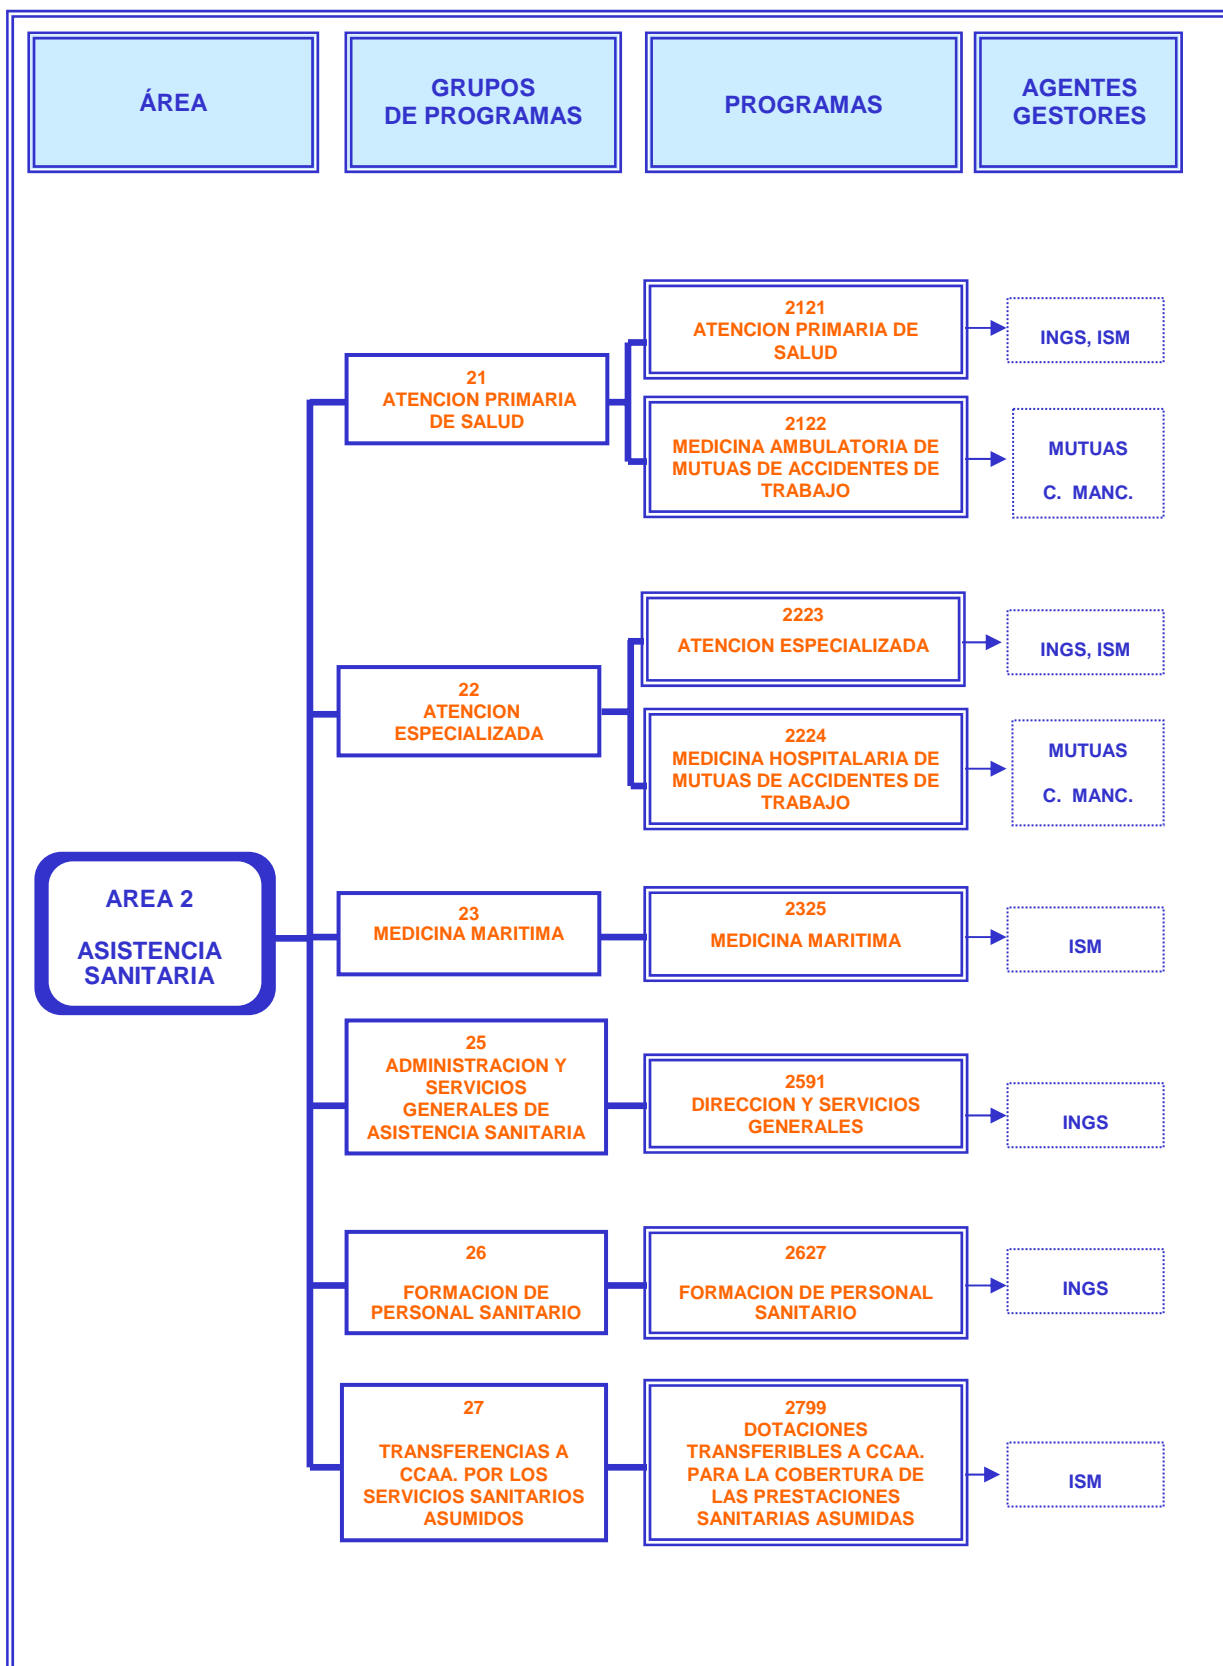 ÁREA
GRUPOS
DE PROGRAMAS
PROGRAMAS
AGENTES
GESTORES
AREA 2
ASISTENCIA
SANITARIA
21
ATENCION PRIMARIA
DE SALUD
2121
ATENCION PRIMARIA DE
SALUD
INGS, ISM
2122
MEDICINA AMBULATORIA DE
MUTUAS DE ACCIDENTES DE
TRABAJO
MUTUAS
C. MANC.
22
ATENCION
ESPECIALIZADA
2223
ATENCION ESPECIALIZADA
INGS, ISM
2224
MEDICINA HOSPITALARIA DE
MUTUAS DE ACCIDENTES DE
TRABAJO
MUTUAS
C. MANC.
23
MEDICINA MARITIMA
2325
MEDICINA MARITIMA
ISM
25
ADMINISTRACION Y
SERVICIOS
GENERALES DE
ASISTENCIA SANITARIA
2591
DIRECCION Y SERVICIOS
GENERALES
INGS
26
FORMACION DE
PERSONAL SANITARIO
2627
FORMACION DE PERSONAL
SANITARIO
INGS
27
TRANSFERENCIAS A
CCAA. POR LOS
SERVICIOS SANITARIOS
ASUMIDOS
2799
DOTACIONES
TRANSFERIBLES A CCAA.
PARA LA COBERTURA DE
LAS PRESTACIONES
SANITARIAS ASUMIDAS
ISM